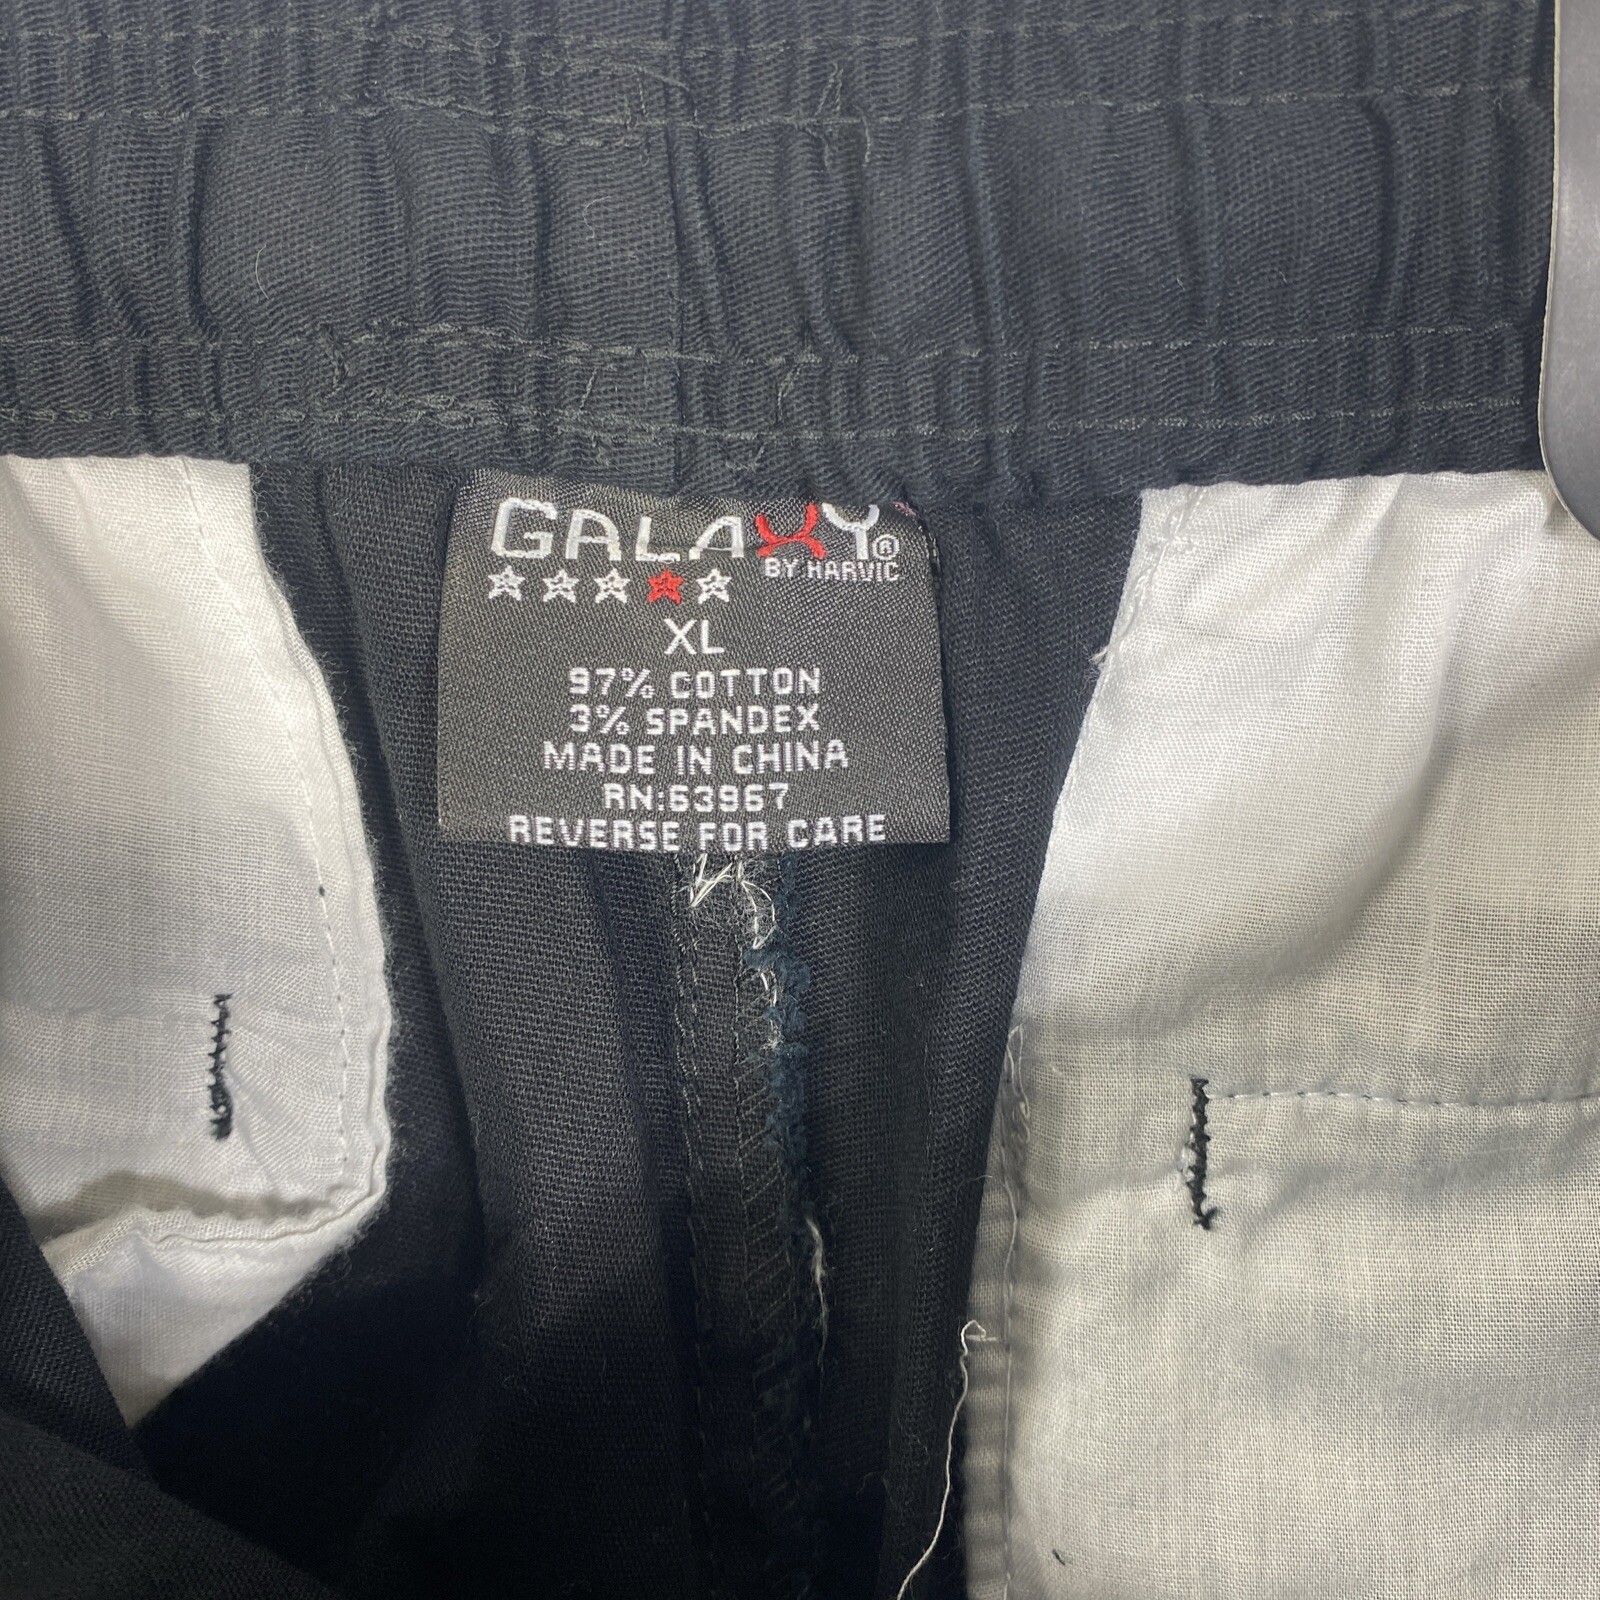 GALAXY®
BY HARVIC
XL
97% COTTON
3% SPANDEX
MADE IN CHINA
RN:63967
REVERSE FOR CARE